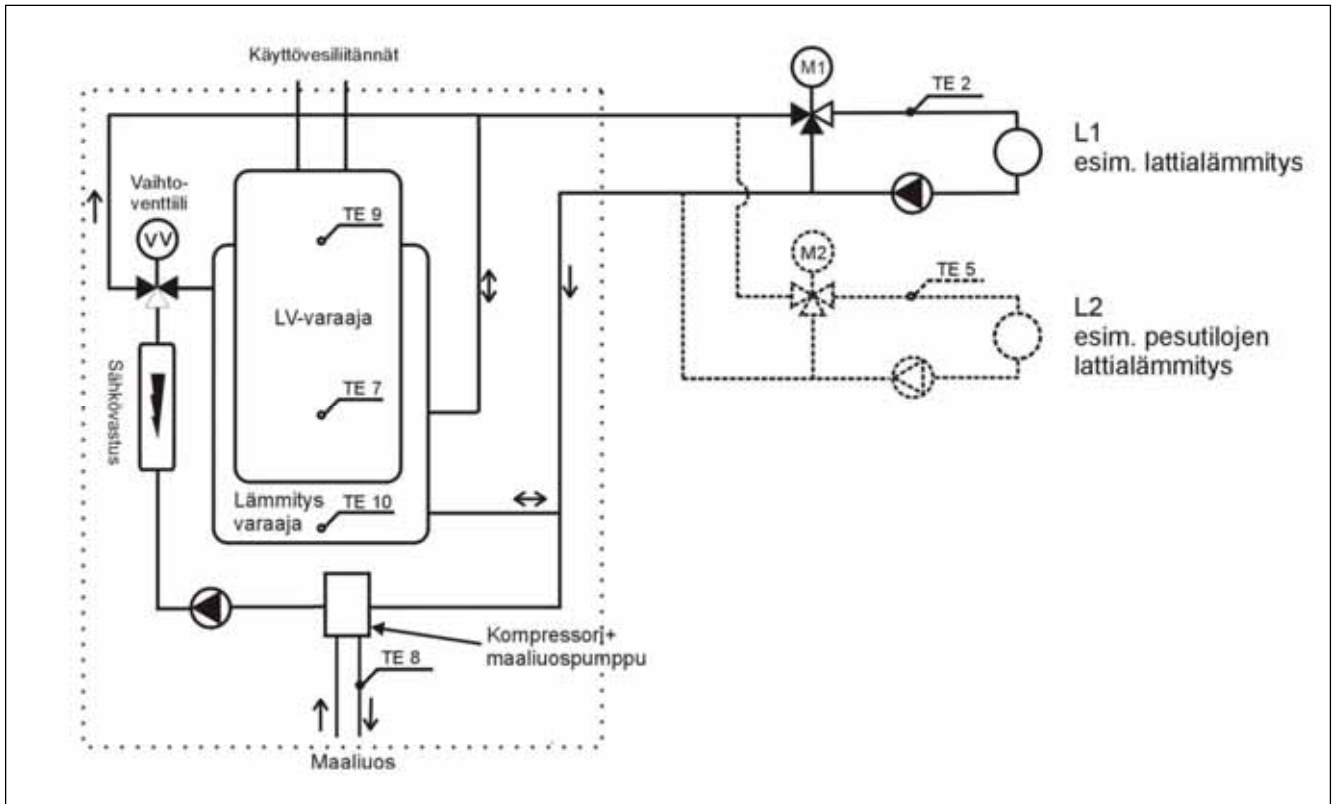 Käyttövesiliitännät
M1
TE 2
L1
esim. lattialämmitys
Vaihto-
venttiili
VV
TE 9
M2
TE 5
LV-varaaja
L2
esim. pesutilojen
lattialämmitys
Sähkövastus
TE 7
Lämmitys
varaaja
TE 10
Kompressori+
maaliuospumppu
TE 8
Maaliuos